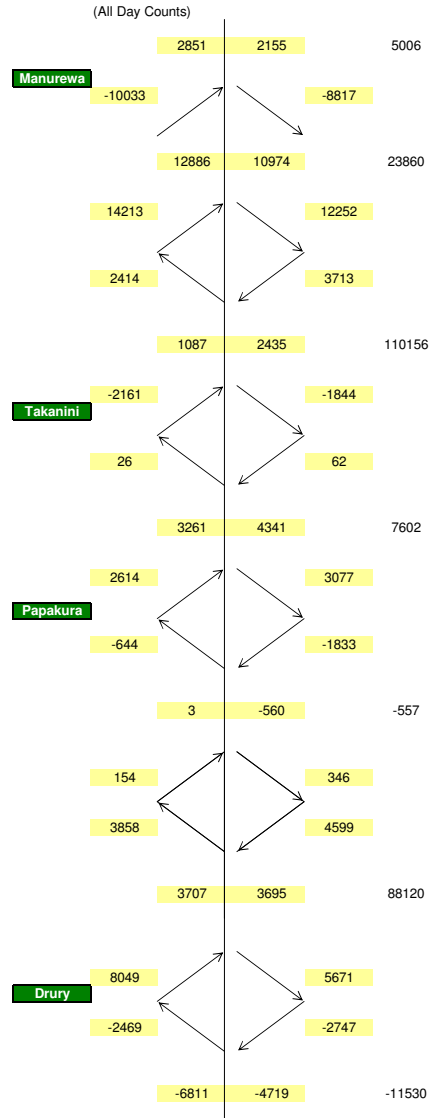 (All Day Counts)
2851 2155 5006
Manurewa
-10033 -8817
12886 10974 23860
14213 12252
2414 3713
1087 2435 110156
-2161 -1844
Takanini
26 62
3261 4341 7602
2614 3077
Papakura
-644 -1833
3 -560 -557
154 346
3858 4599
3707 3695 88120
8049 5671
Drury
-2469 -2747
-6811 -4719 -11530